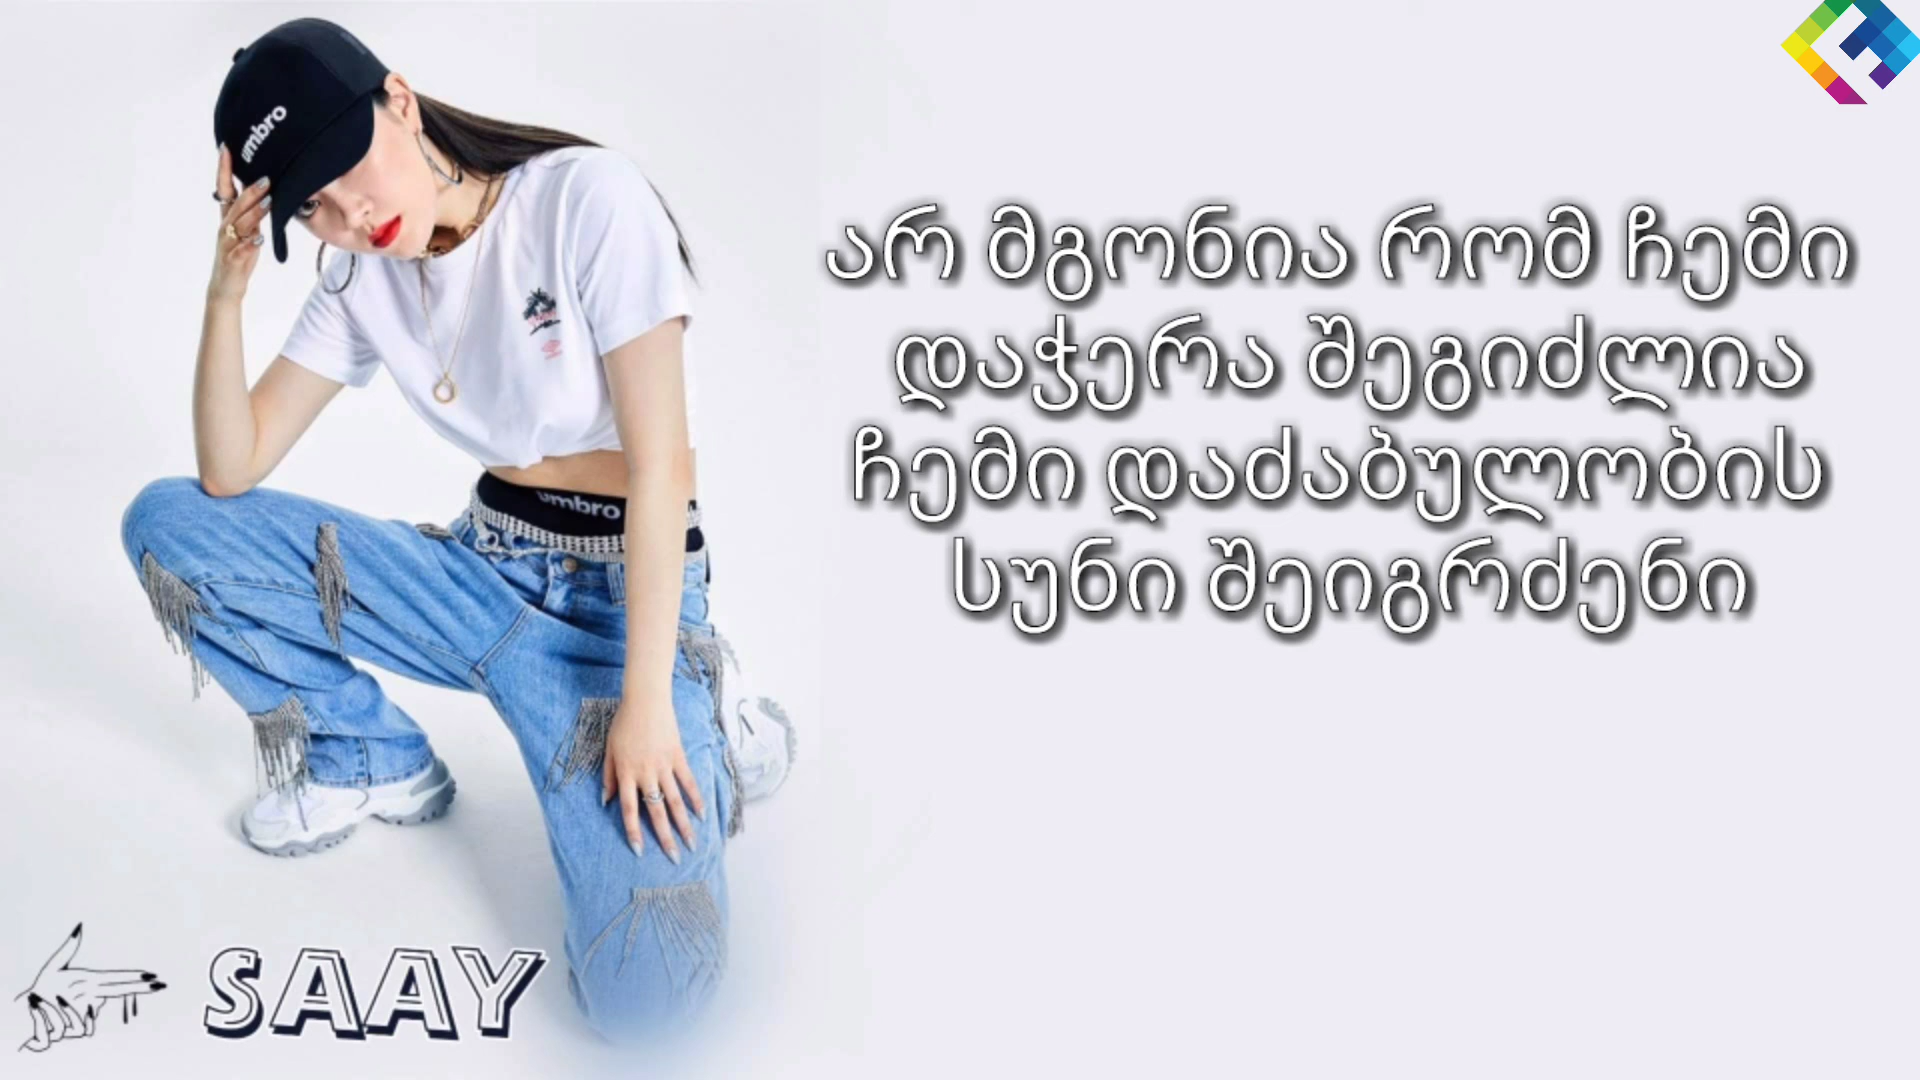 umbro
არ მგონია რომ ჩემი
დაჭერა შეგიძლია
ჩემი დაძაბულობის
სუნი შეიგრძენი
umbro
SAAY